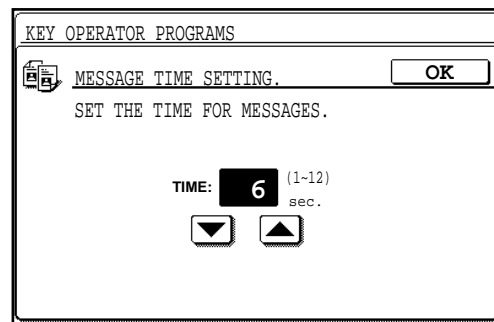 KEY OPERATOR PROGRAMS
MESSAGE TIME SETTING. OK
SET THE TIME FOR MESSAGES.
TIME: 6 (1~12)
sec.